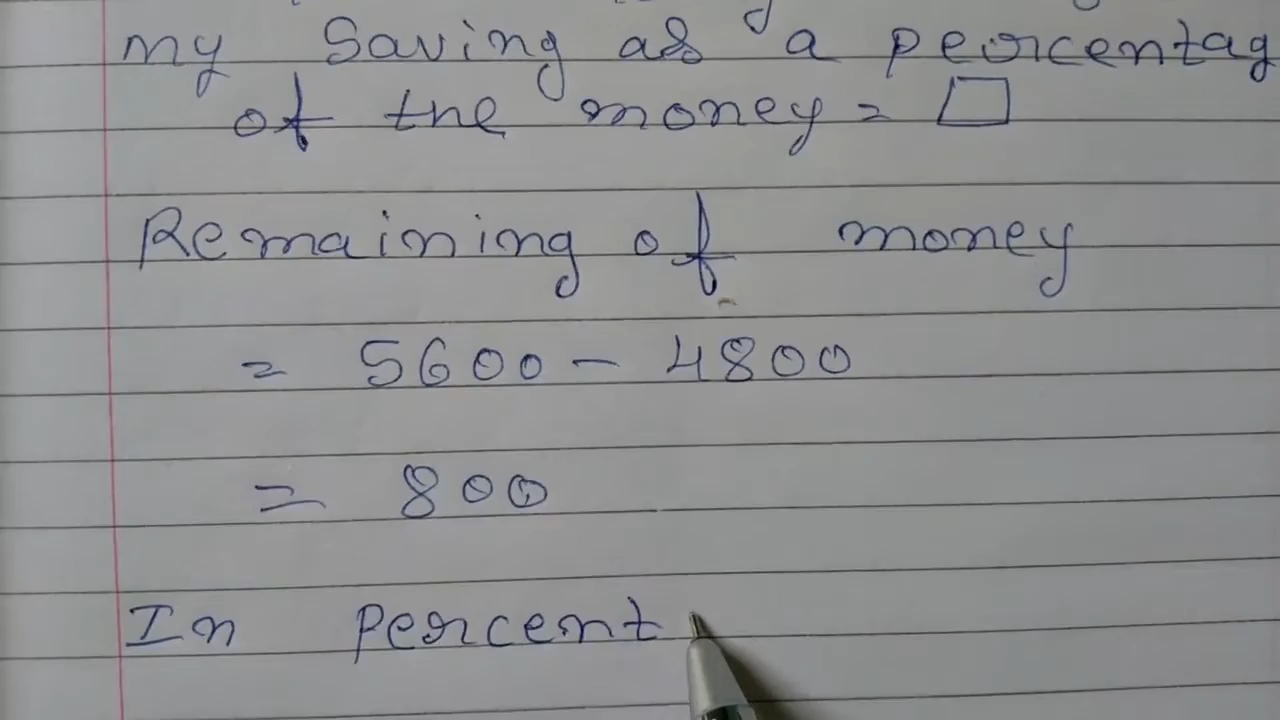 my Saving as a percentag
of the money = □
Remaining of money
= 5600 - 4800
= 800
In percent